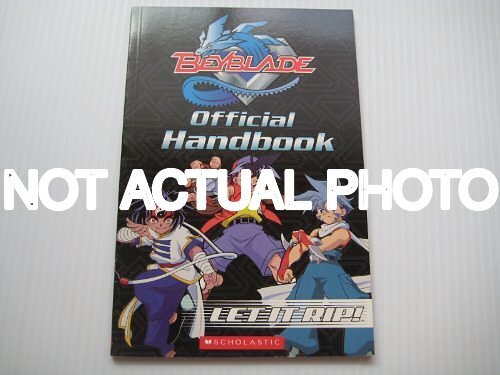 BEYBLADE
Official
Handbook
NOT ACTUAL PHOTO
LET IT RIP!
SCHOLASTIC